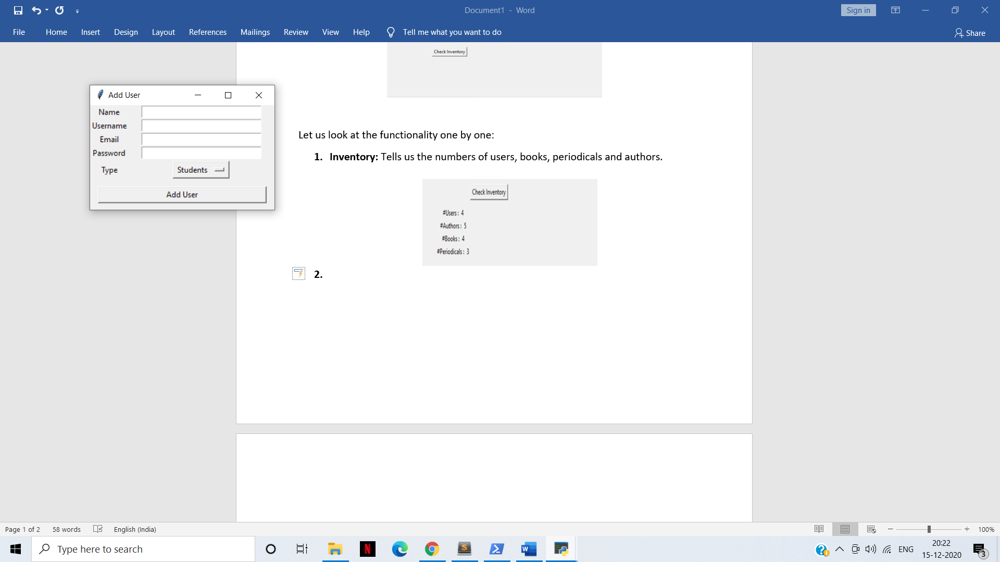 Document1 - Word
Sign in
File Home Insert Design Layout References Mailings Review View Help Tell me what you want to do
Share
Check Inventory
Add User
Name
Username
Email
Password
Type Students
Add User
Let us look at the functionality one by one:
1. Inventory: Tells us the numbers of users, books, periodicals and authors.
Check Inventory
#Users: 4
#Authors: 5
#Books: 4
#Periodicals: 3
2.
Page 1 of 2 58 words English (India)
100%
Type here to search
ENG
20:22
15-12-2020
3